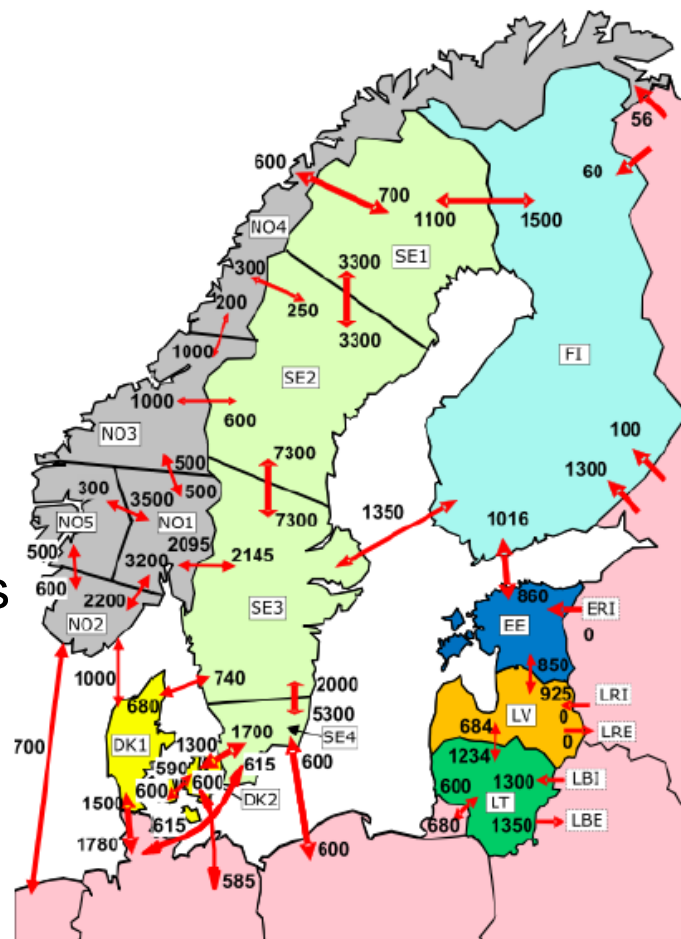 56
600
60
700
1100
1500
NO4
SE1
3300
300
250
200
3300
1000
FI
SE2
1000
600
NO3
100
7300
500
1300
300
500
3500
1350
7300
1016
NO5
NO1
2095
500
3200
2145
s
600
2200
860
ERI
NO2
SE3
EE
0
850
1000
740
2000
925
LRI
680
LV
0
684
5300
LRE
1700
SE4
0
DK1
1300
1234
700
590
615
600
600
1300
LBI
600
600
DK2
LT
1500
615
680
1350
LBE
1780
600
585